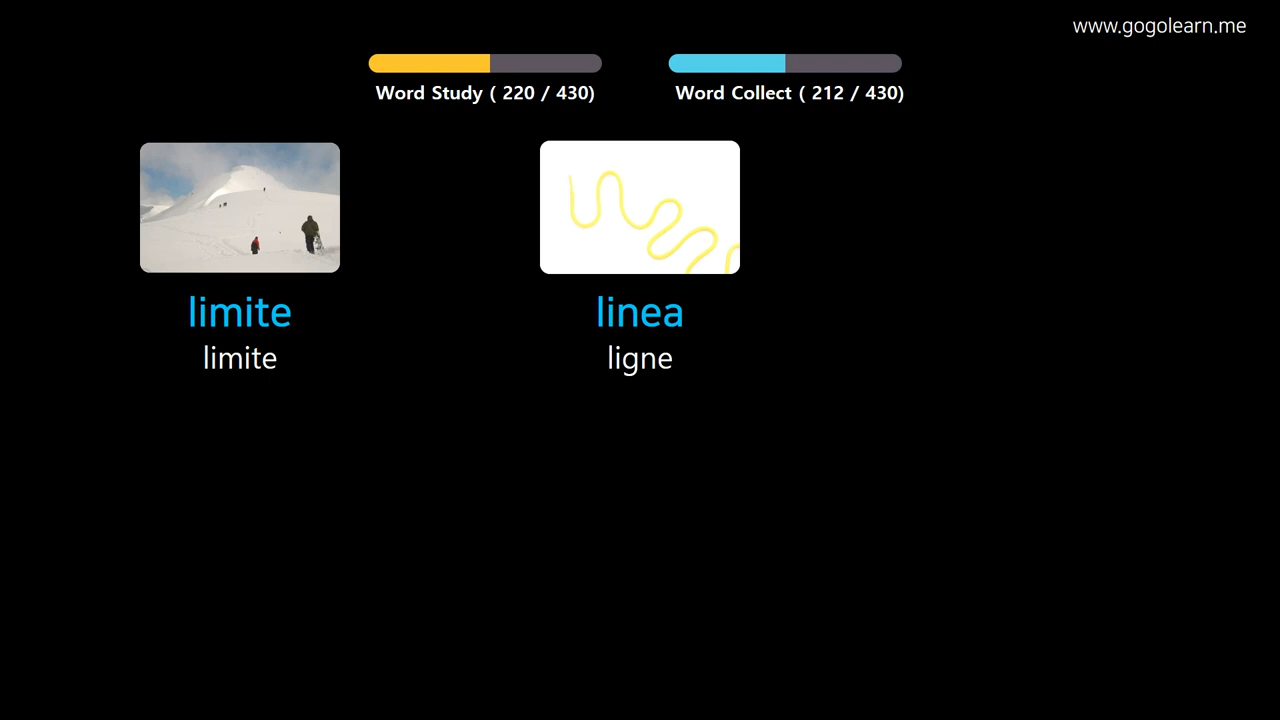 www.gogolearn.me
Word Study ( 220 / 430)
Word Collect ( 212 / 430)
limite
limite
linea
ligne